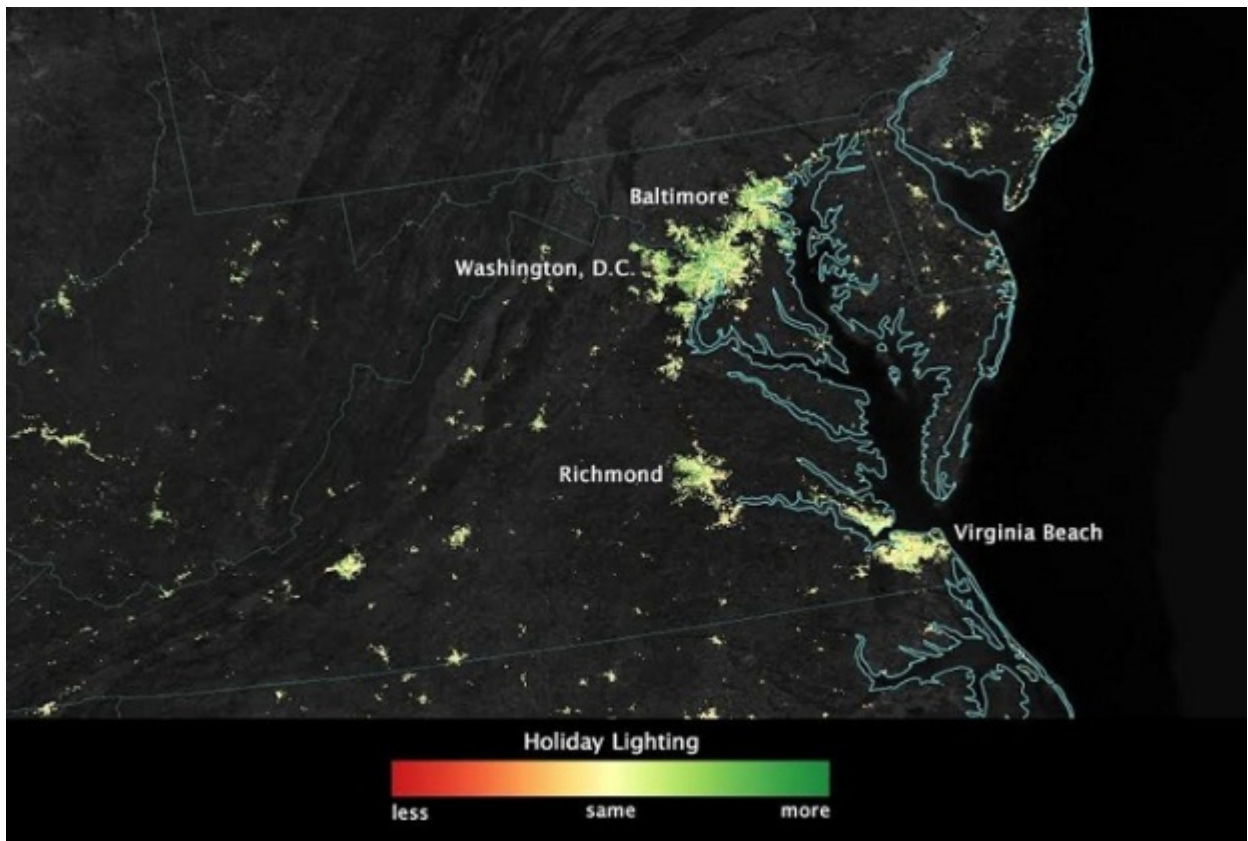 Baltimore
Washington, D.C.
Richmond
Virginia Beach
Holiday Lighting
less same more